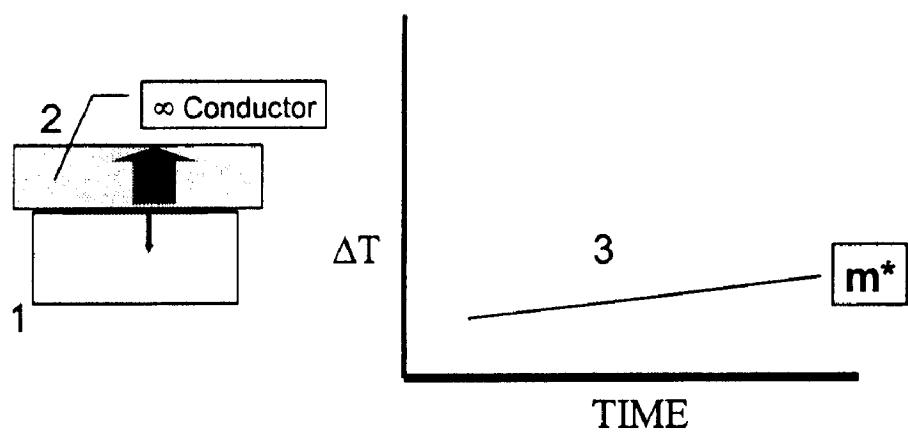 2
∞ Conductor
1
ΔT
3
m*
TIME